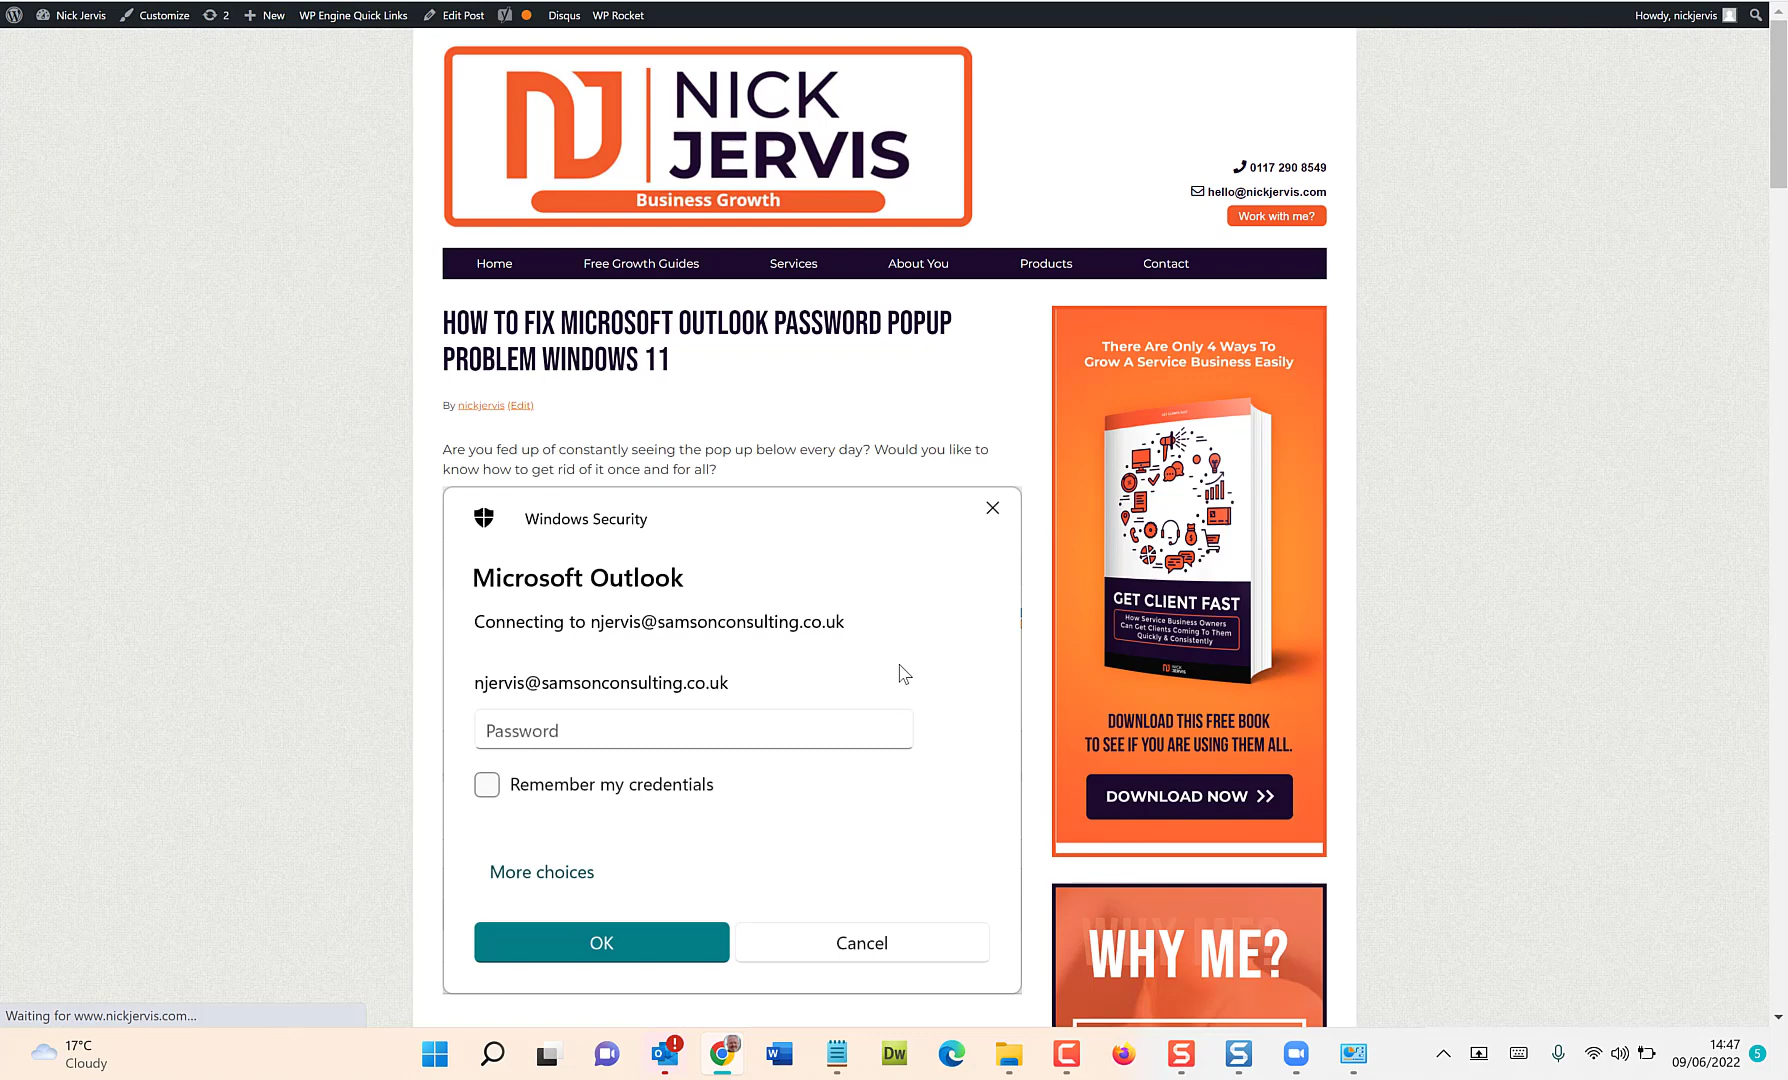 Nick Jervis Customize 2 New WP Engine Quick Links Edit Post Disqus WP Rocket Howdy, nickjervis
NJ NICK
JERVIS
Business Growth
0117 290 8549
hello@nickjervis.com
Work with me?
Home Free Growth Guides Services About You Products Contact
HOW TO FIX MICROSOFT OUTLOOK PASSWORD POPUP
PROBLEM WINDOWS 11
By nickjervis (Edit)
Are you fed up of constantly seeing the pop up below every day? Would you like to
know how to get rid of it once and for all?
Windows Security
Microsoft Outlook
Connecting to njervis@samsonconsulting.co.uk
njervis@samsonconsulting.co.uk
Password
Remember my credentials
More choices
OK Cancel
There Are Only 4 Ways To
Grow A Service Business Easily
GET CLIENT FAST
GET CLIENT FAST
How Service Business Owners
Can Get Clients Coming To Them
Quickly & Consistently
NICK
JERVIS
DOWNLOAD THIS FREE BOOK
TO SEE IF YOU ARE USING THEM ALL.
DOWNLOAD NOW >>
WHY ME?
Waiting for www.nickjervis.com...
17°C
Cloudy
Dw
14:47
09/06/2022
5